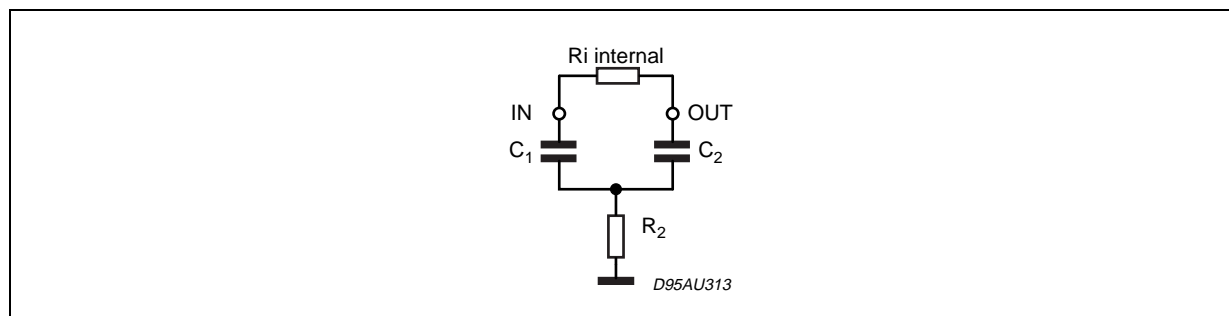 Ri internal
IN OUT
C1 C2
R2
D95AU313